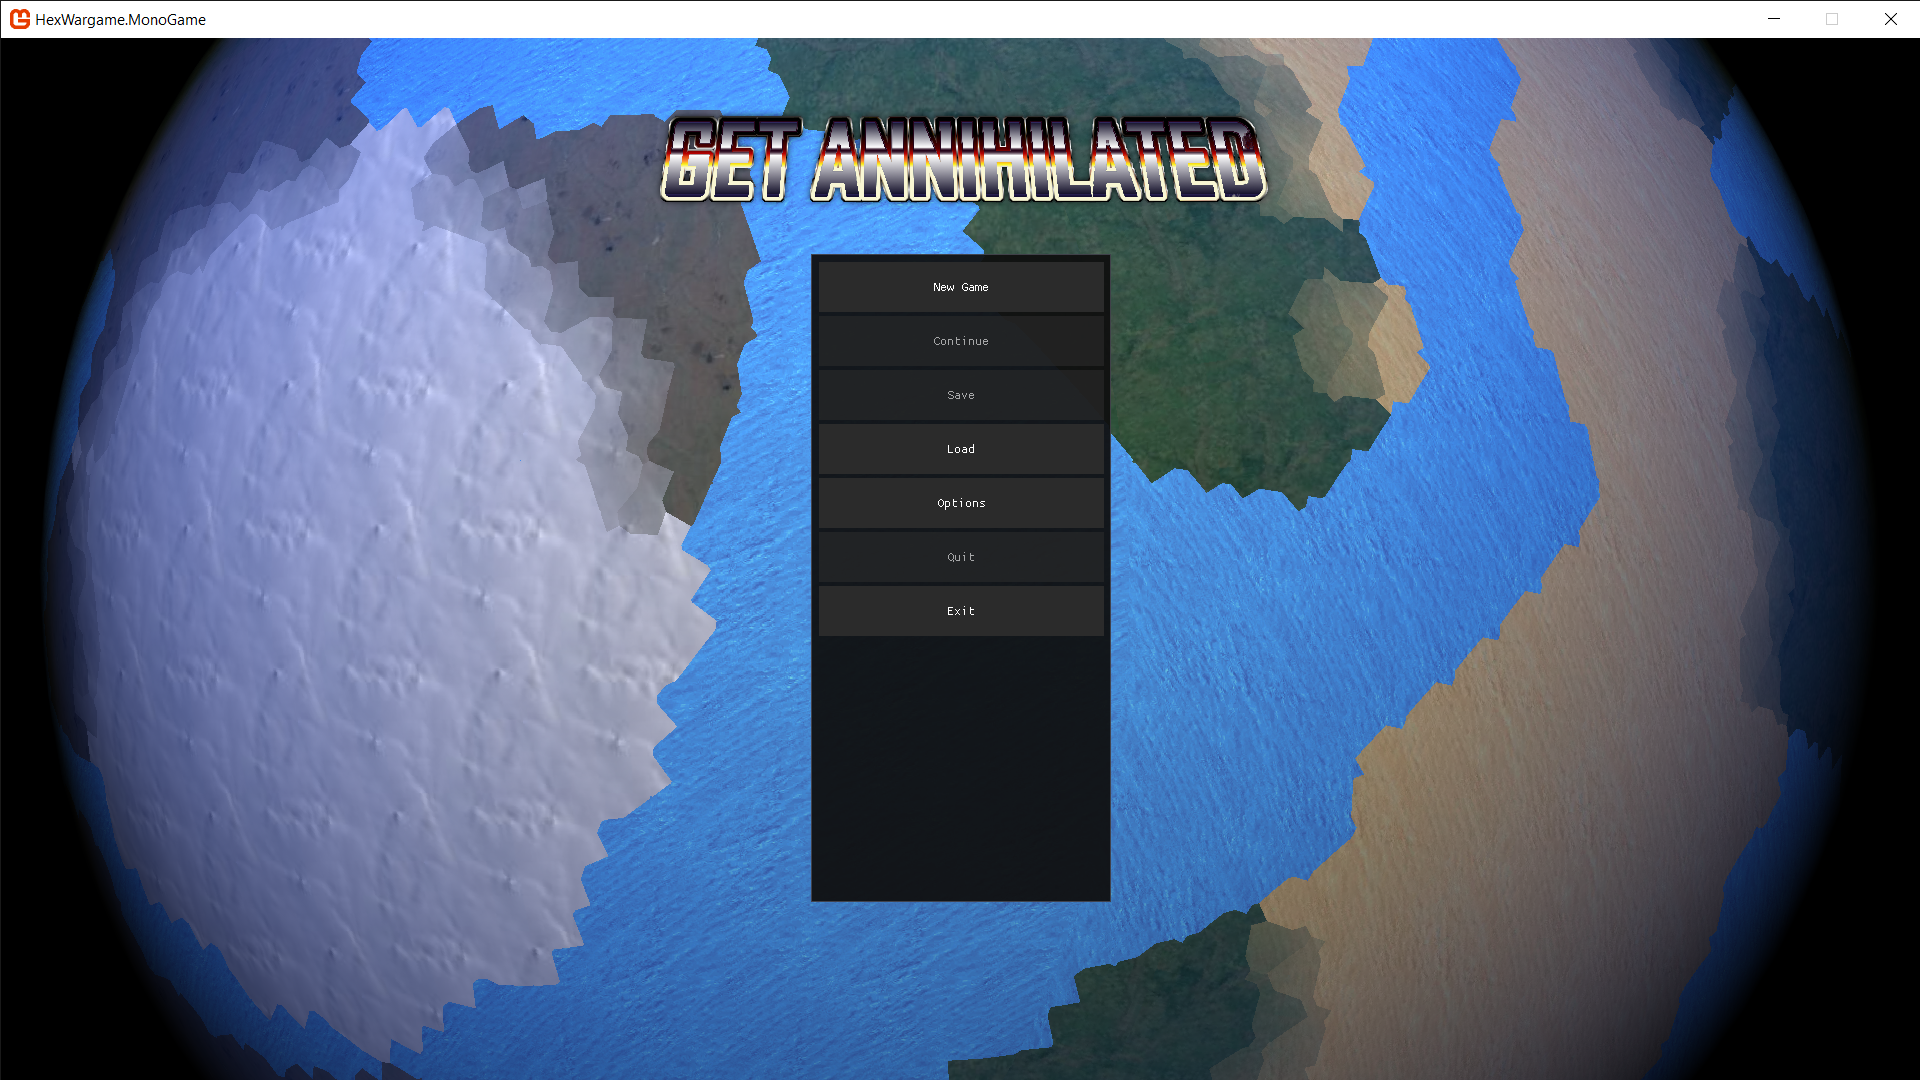 HexWargame.MonoGame
GET ANNIHILATED
New Game
Continue
Save
Load
Options
Quit
Exit